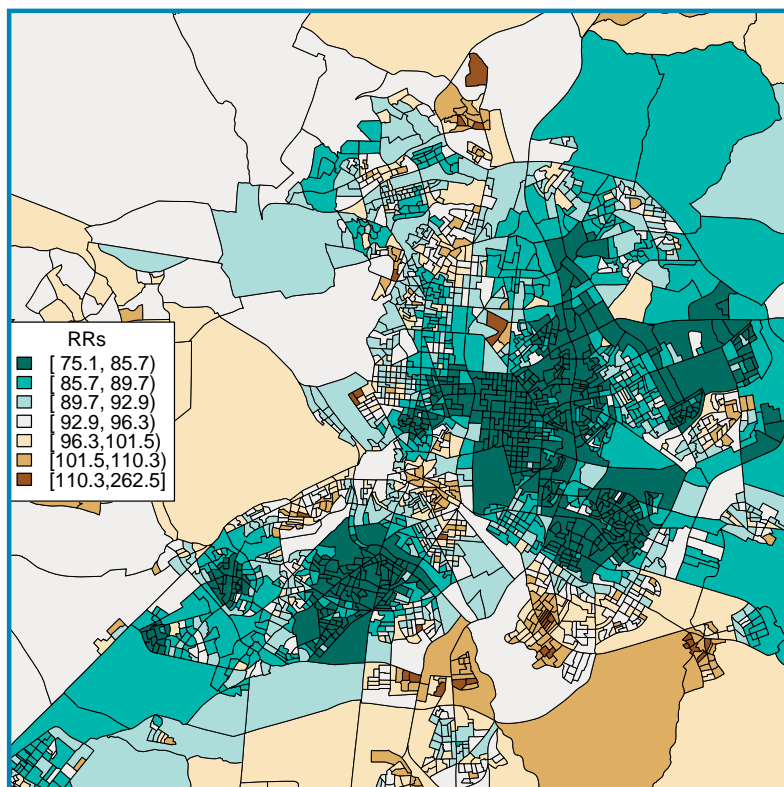 RRs
[ 75.1, 85.7)
[ 85.7, 89.7)
[ 89.7, 92.9)
[ 92.9, 96.3)
[ 96.3,101.5)
[101.5,110.3)
[110.3,262.5]